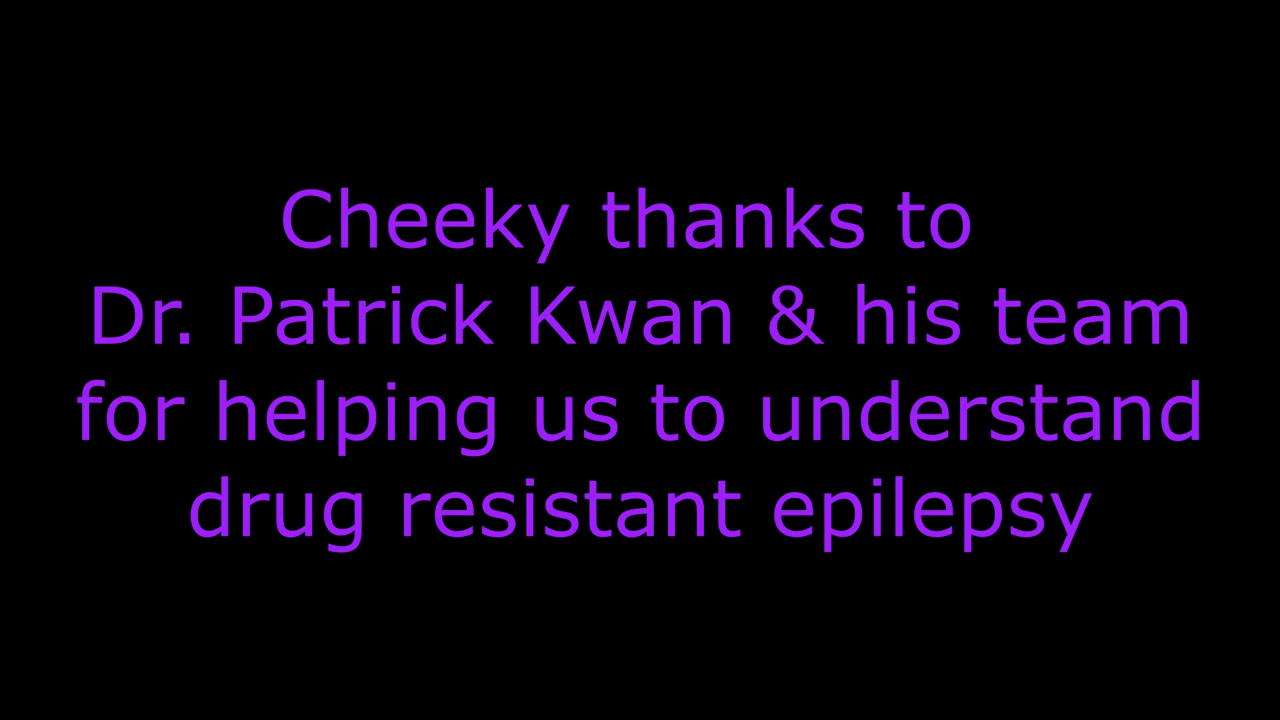 Cheeky thanks to
Dr. Patrick Kwan & his team
for helping us to understand
drug resistant epilepsy